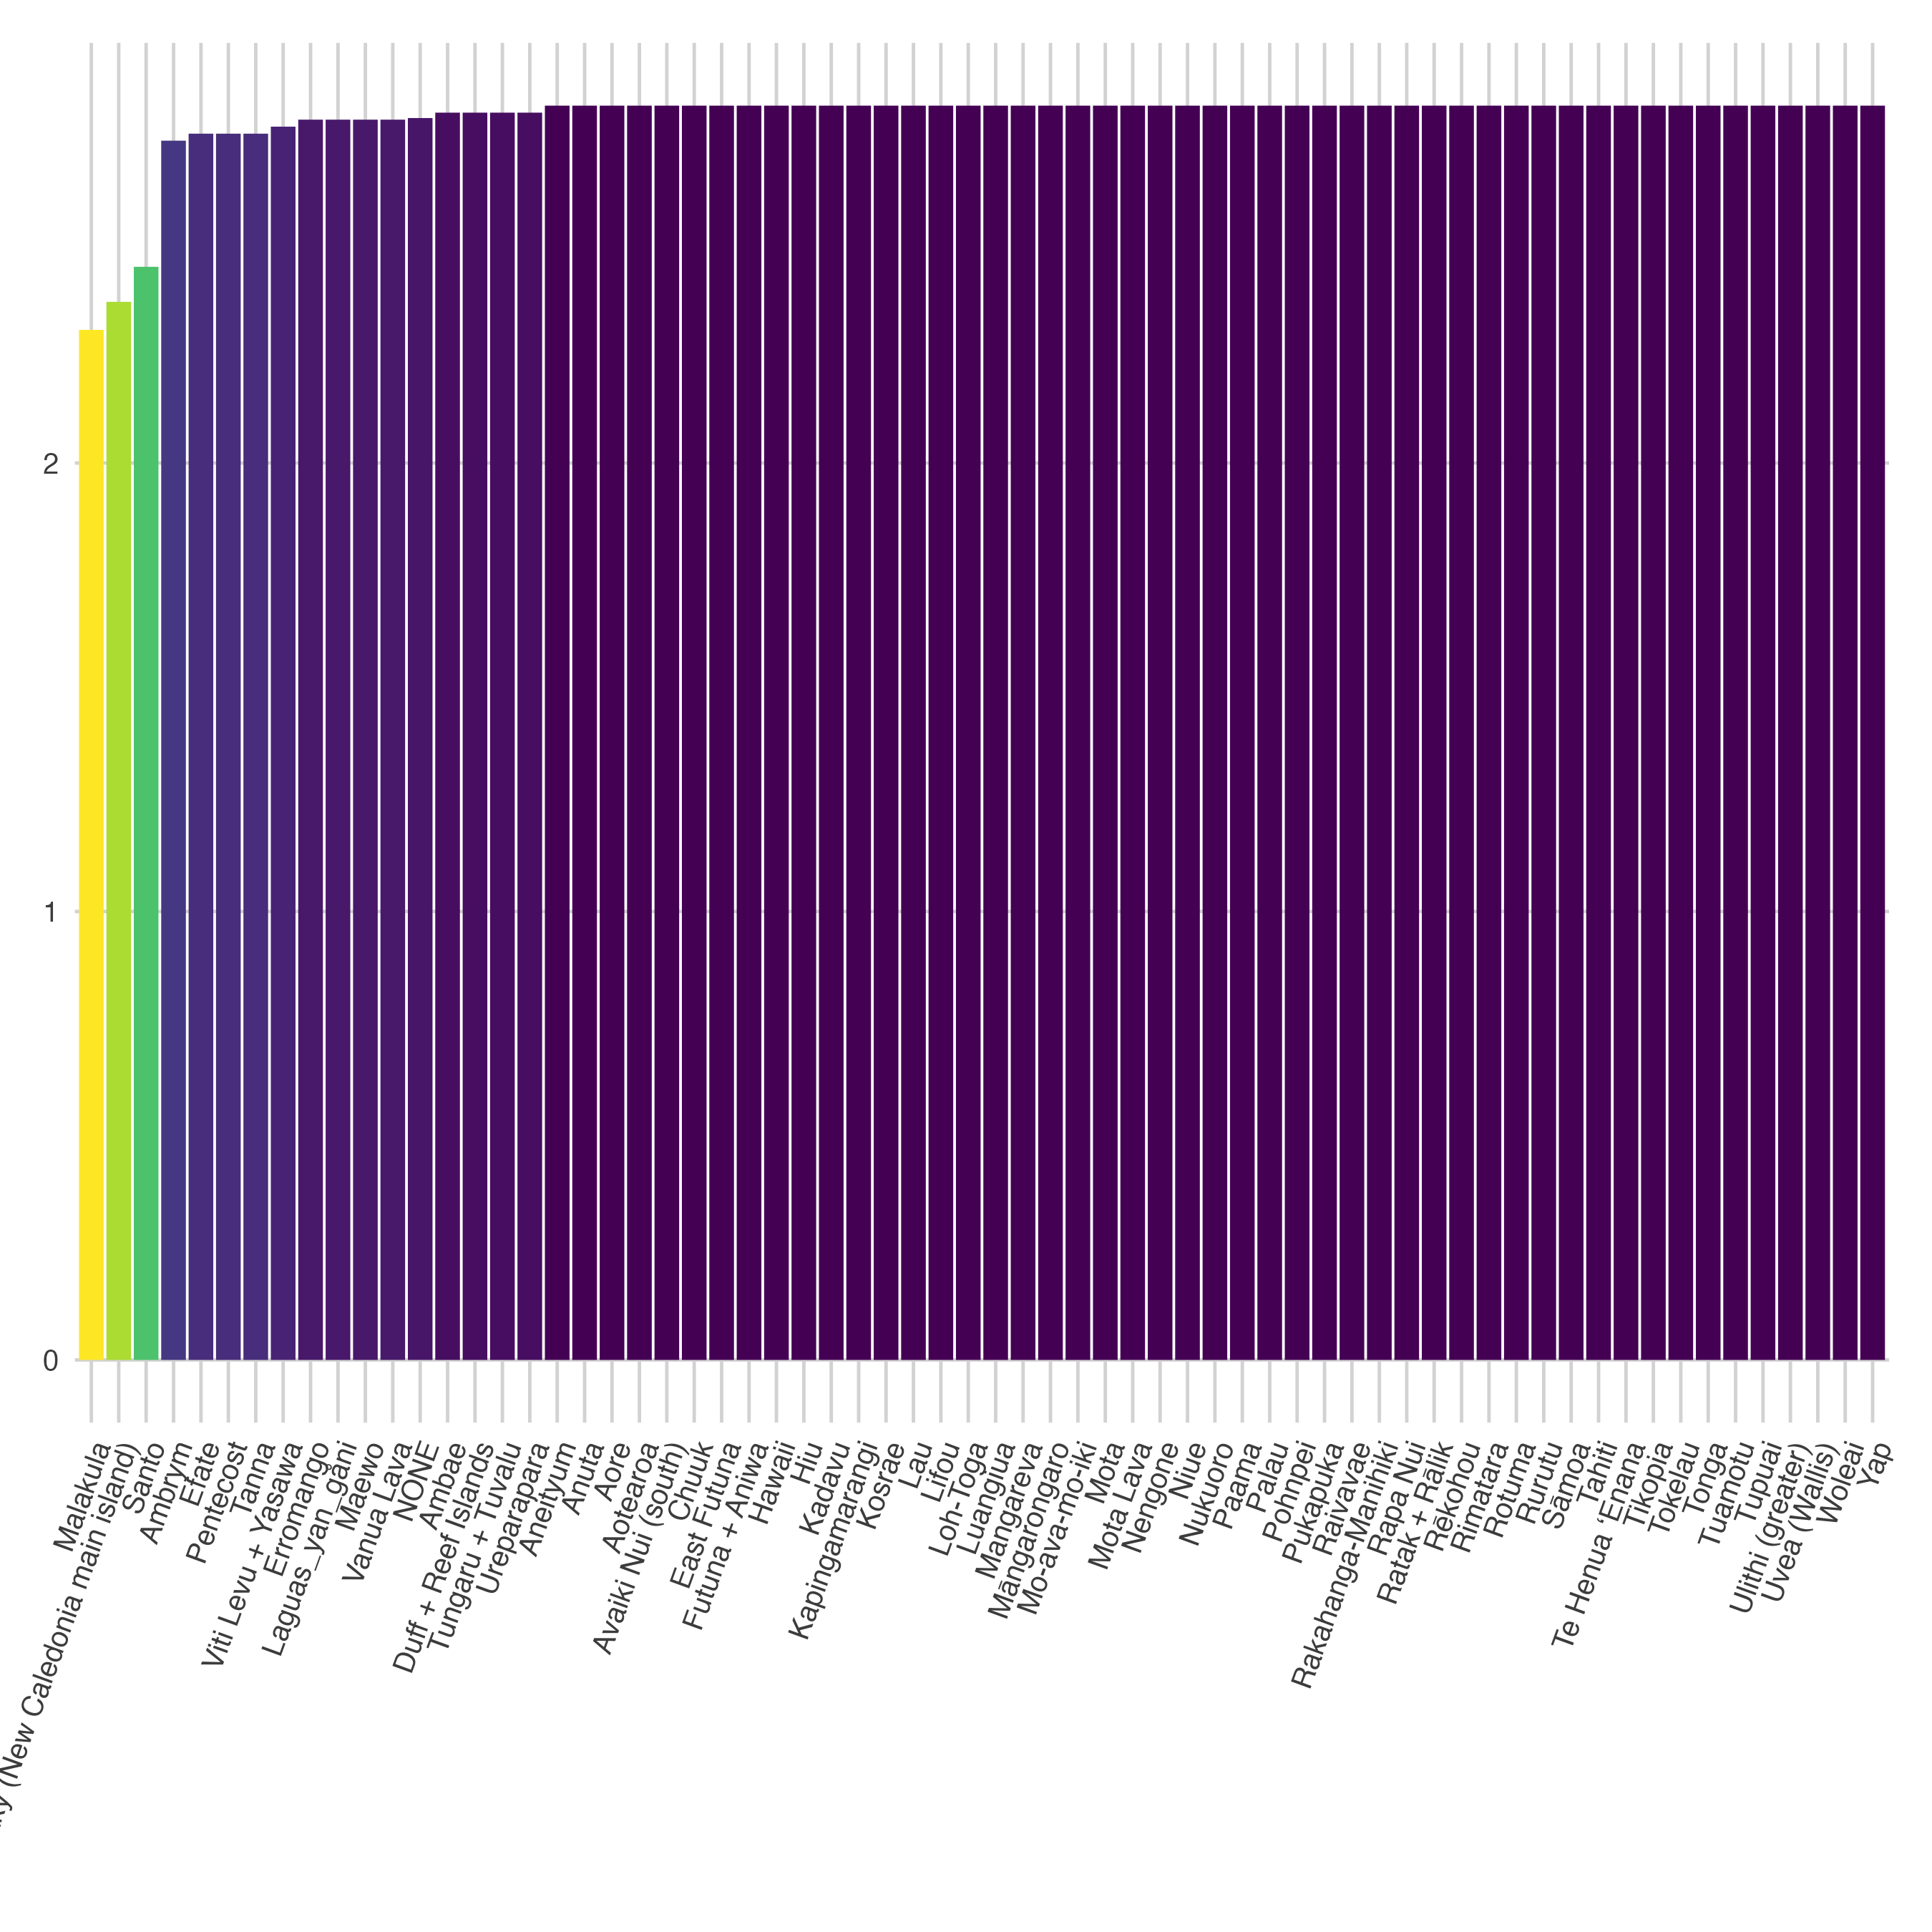 2
1
0
Malakula
(New Caledonia main island)
Santo
Ambrym
Efate
Pentecost
Tanna
Viti Levu + Yasawa
Erromango
Laguas_yan_gåni
Maewo
Vanua Lava
NONE
Ambae
Duff + Reef Islands
Tungaru + Tuvalu
Ureparapara
Aneityum
Anuta
Aore
Aotearoa
Avaiki Nui (south)
Chuuk
East Futuna
Futuna + Aniwa
Hawaii
Hiu
Kadavu
Kapingamarangi
Kosrae
Lau
Lifou
Loh-Toga
Luangiua
Mangareva
Māngarongaro
Mo-ava-mo-iki
Mota
Mota Lava
Nengone
Niue
Nukuoro
Paama
Palau
Pohnpei
Pukapuka
Raivavae
Rakahanga-Manihiki
Rapa Nui
Ratak + Rālik
Rēkohou
Rimatara
Rotuma
Rurutu
Sāmoa
Tahiti
Te Henua ‘Enana
Tikopia
Tokelau
Tonga
Tuamotu
Tupuai
Ulithi (greater)
Uvea (Wallis)
Woleai
Yap